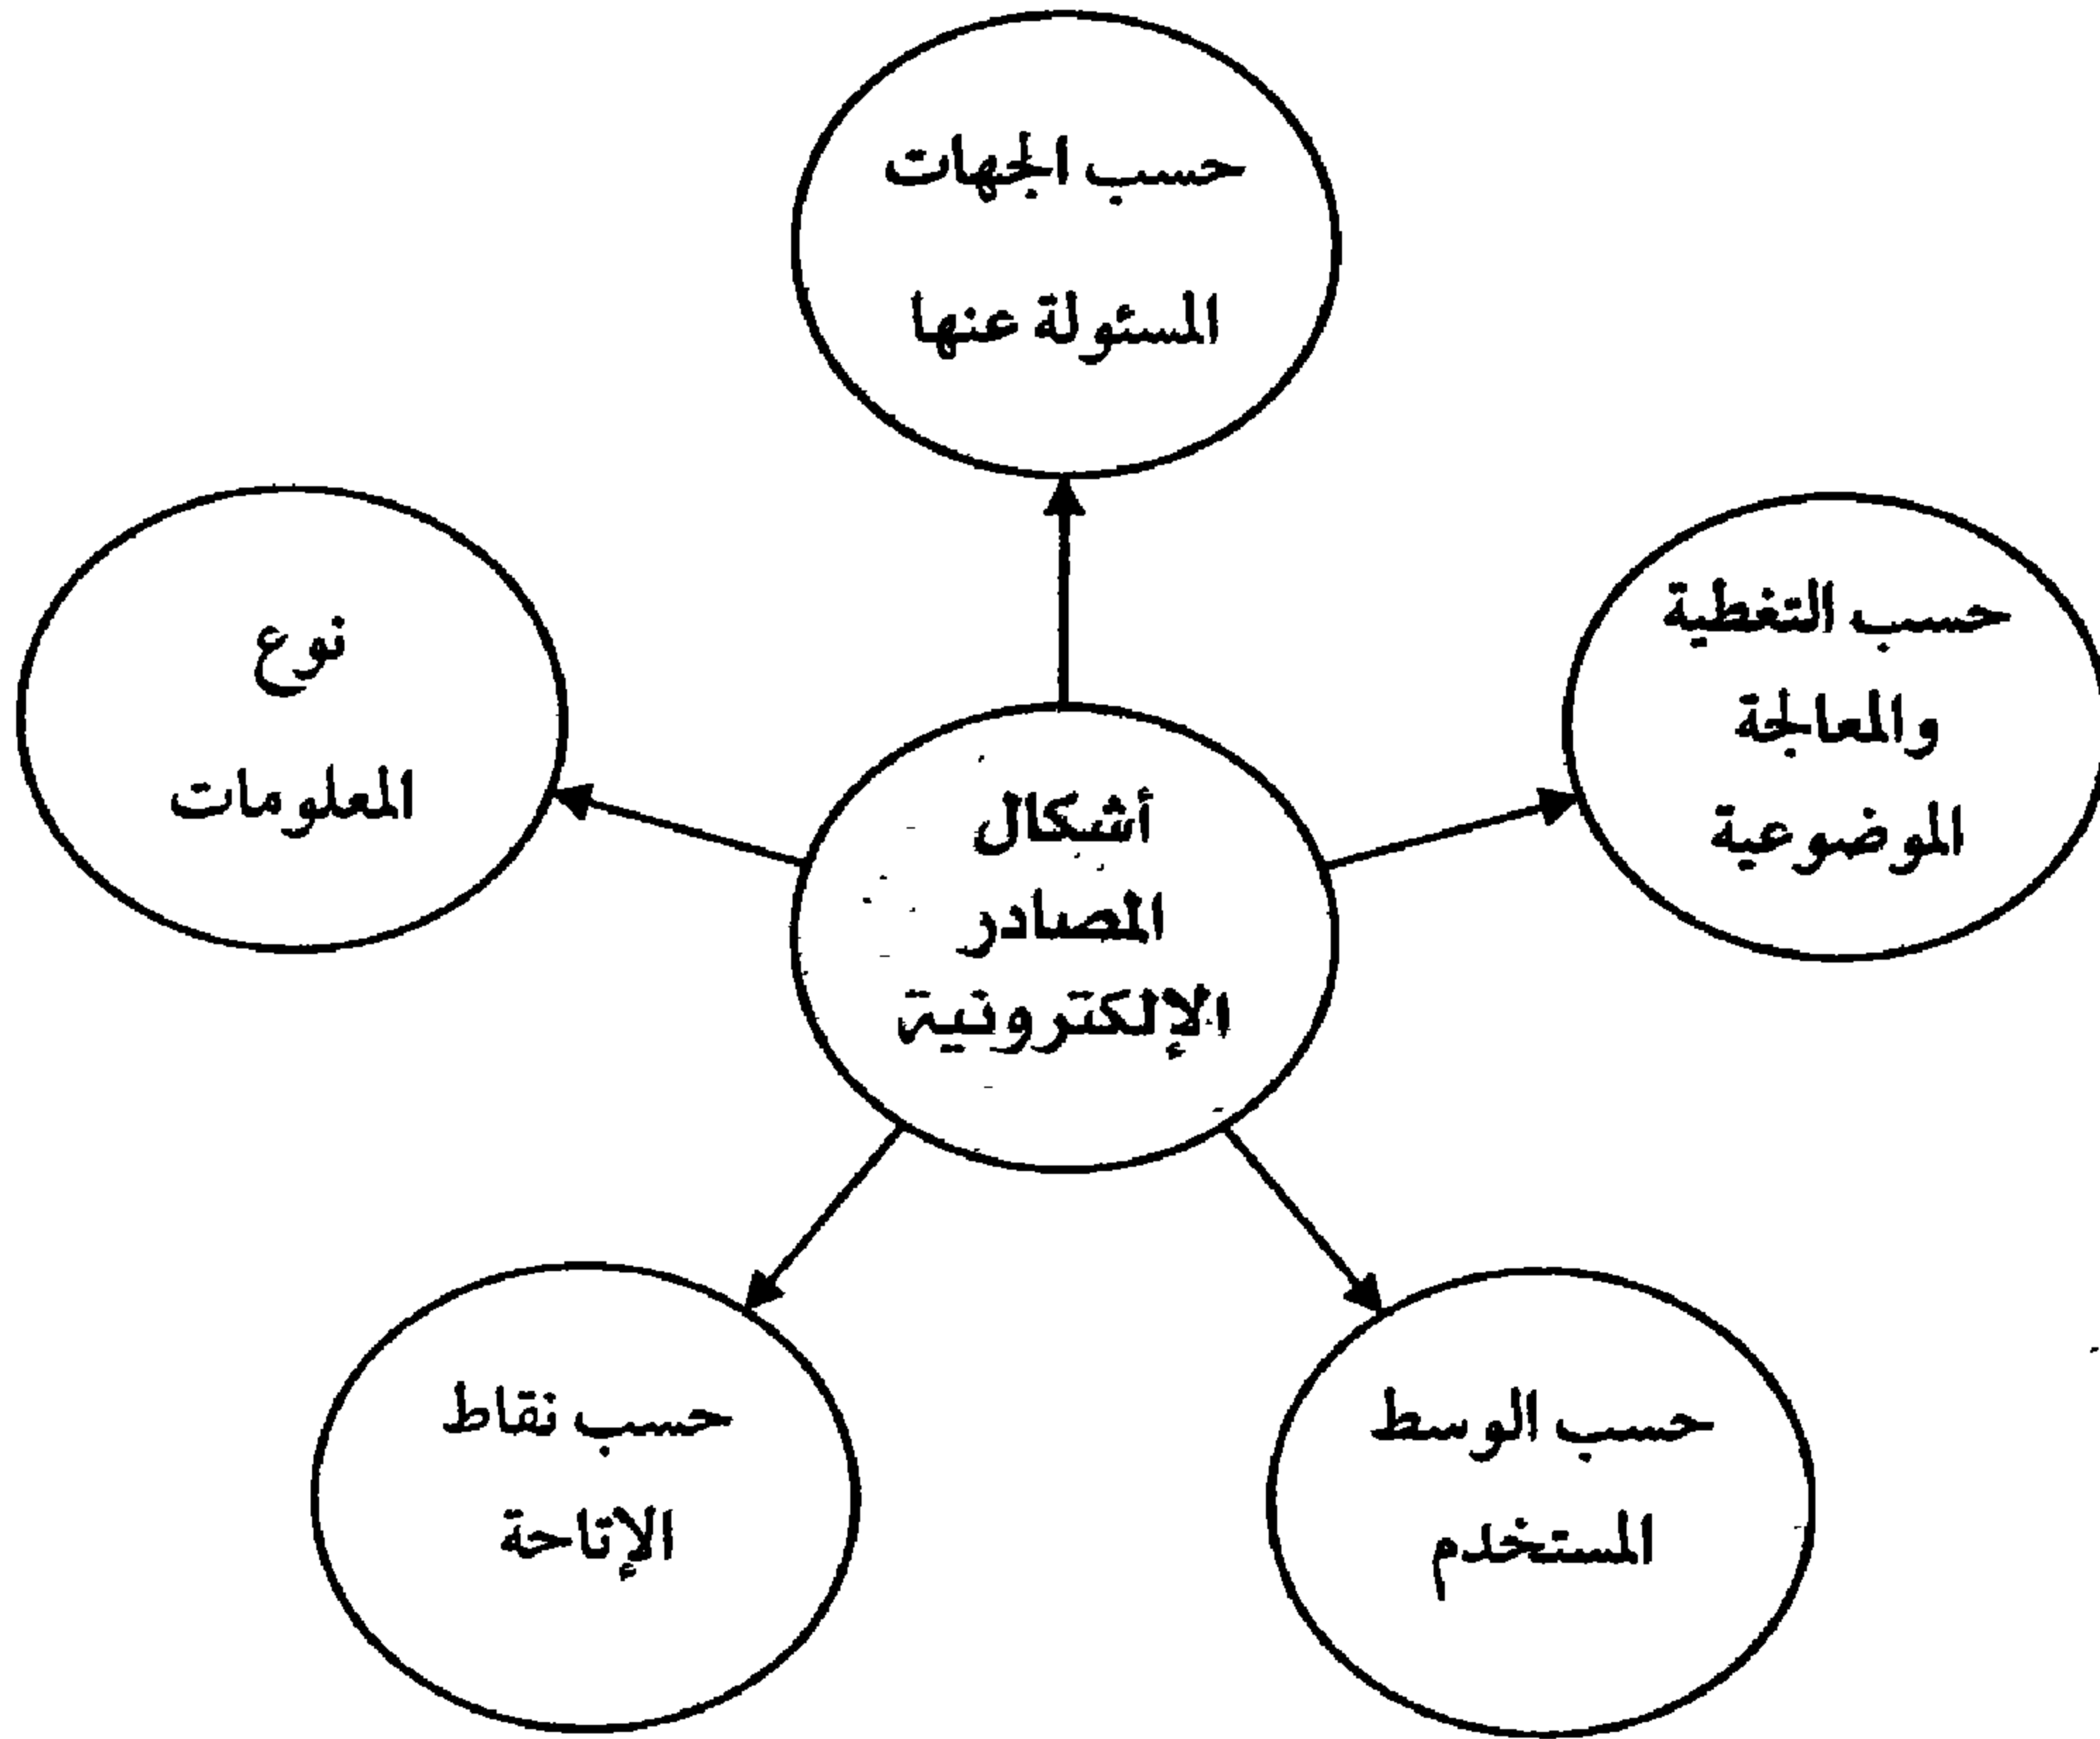 حسب الجهات
المسئولة عنها
حسب التغطية
والمعالجة
الموضوعية
نوع
المعلومات
أشكال
المصادر
الإلكترونية
حسب الوسط
المستخدم
حسب نقاط
الإتاحة